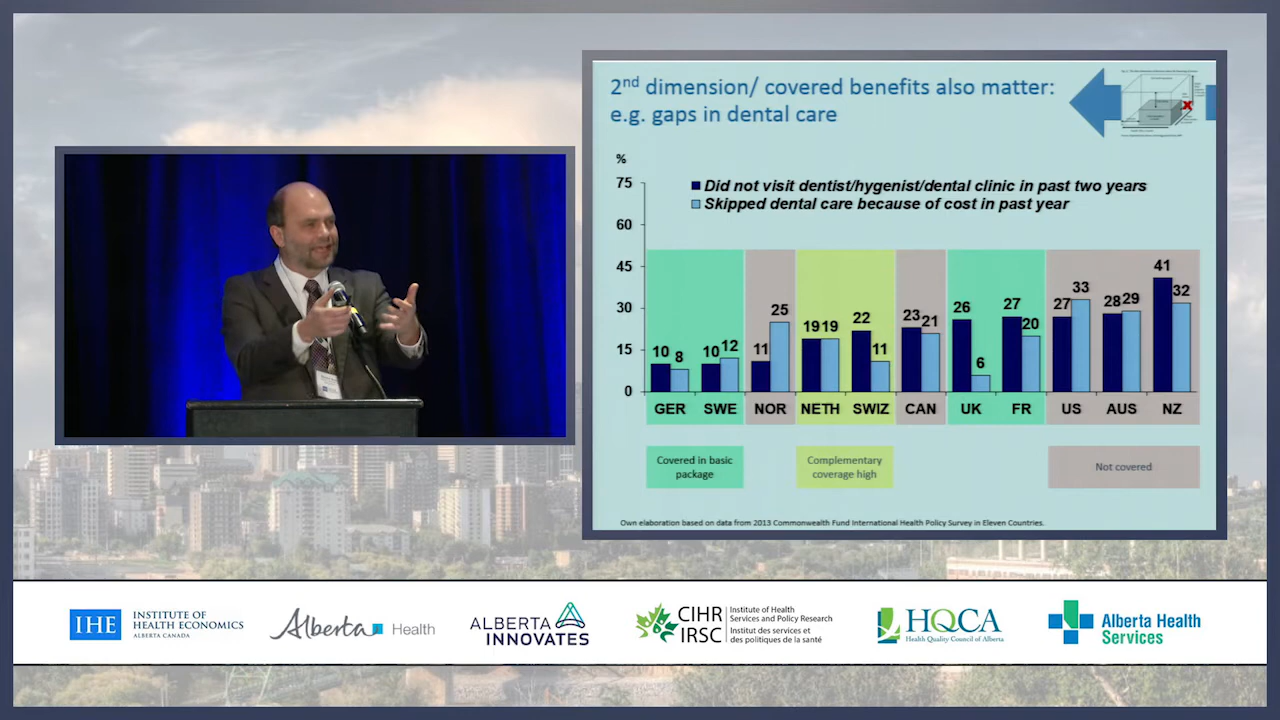 2nd dimension/ covered benefits also matter:
e.g. gaps in dental care
%
Did not visit dentist/hygenist/dental clinic in past two years
Skipped dental care because of cost in past year
75
60
45
30
15
0
10 8 10 12 11 25 19 19 22 11 23 21 26 6 27 20 27 33 28 29 41 32
GER SWE NOR NETH SWIZ CAN UK FR US AUS NZ
Covered in basic
package
Complementary
coverage high
Not covered
Own elaboration based on data from 2013 Commonwealth Fund International Health Policy Survey in Eleven Countries.
IHE
INSTITUTE OF
HEALTH ECONOMICS
ALBERTA CANADA
Alberta Health
ALBERTA
INNOVATES
CIHR
IRSC
Institute of Health
Services and Policy Research
Institut des services et
des politiques de la santé
HQCA
Health Quality Council of Alberta
Alberta Health
Services